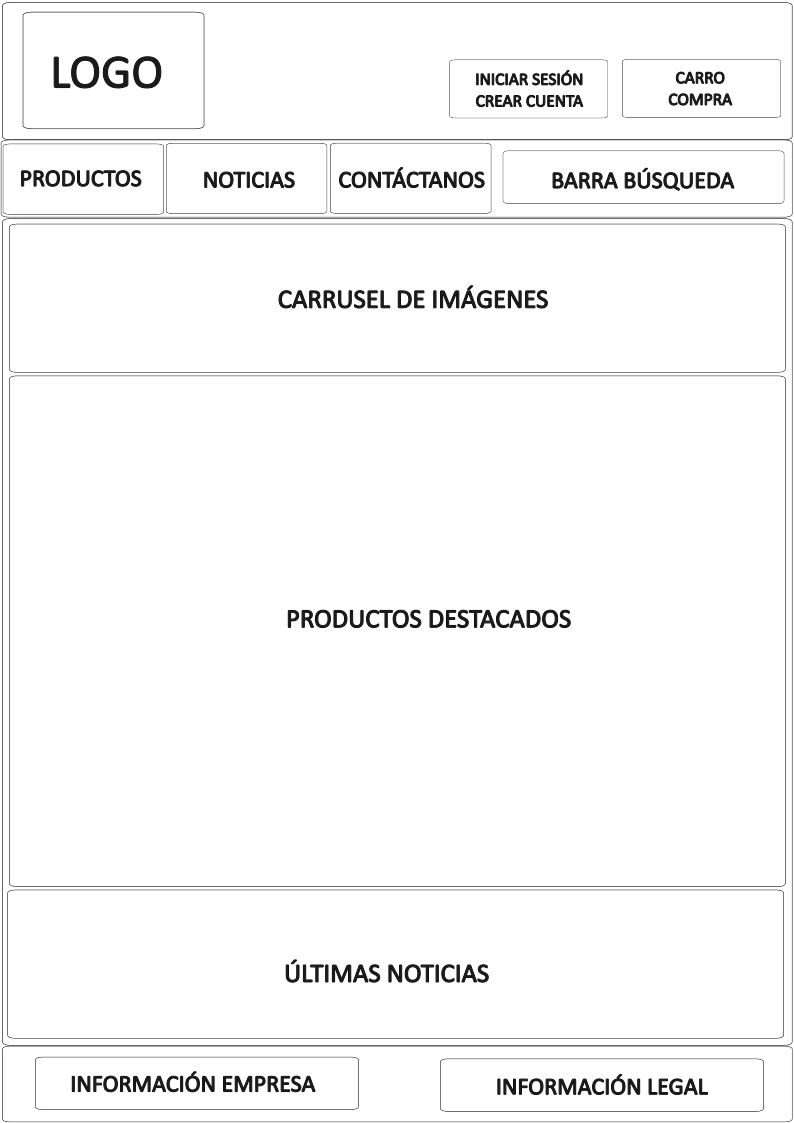 LOGO
INICIAR SESIÓN
CREAR CUENTA
CARRO
COMPRA
PRODUCTOS
NOTICIAS
CONTÁCTANOS
BARRA BÚSQUEDA
CARRUSEL DE IMÁGENES
PRODUCTOS DESTACADOS
ÚLTIMAS NOTICIAS
INFORMACIÓN EMPRESA
INFORMACIÓN LEGAL